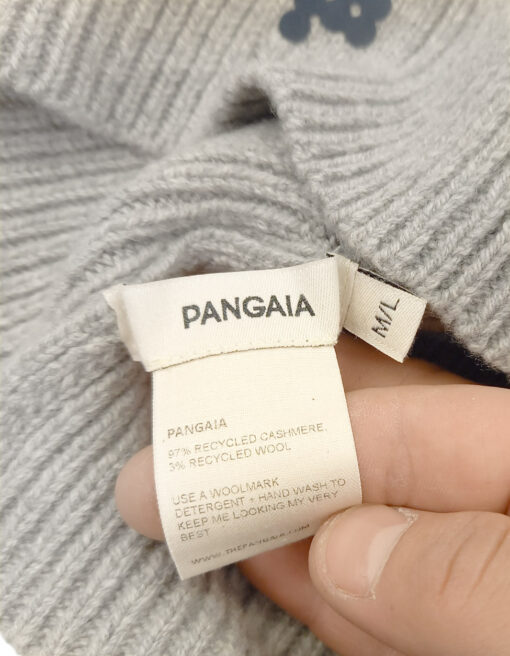 PANGAIA
M/L
PANGAIA
97% RECYCLED CASHMERE,
3% RECYCLED WOOL
USE A WOOLMARK
DETERGENT + HAND WASH TO
KEEP ME LOOKING MY VERY
BEST
WWW.THEPANGAIA.COM